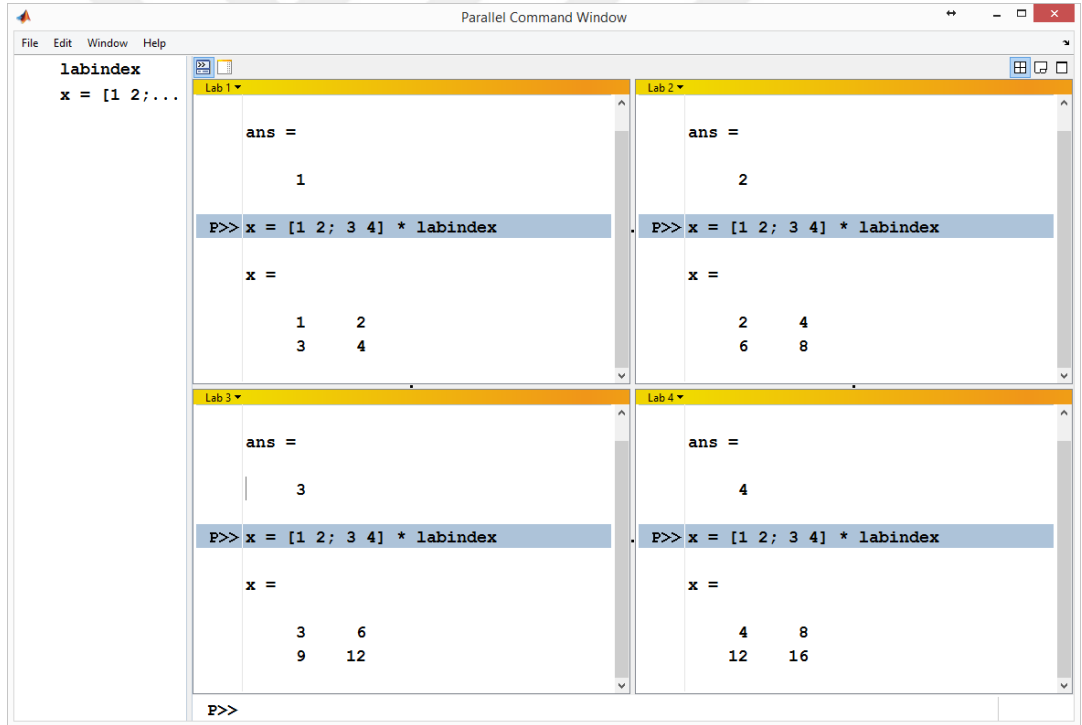 Parallel Command Window
File Edit Window Help
labindex
x = [1 2;...
Lab 1
ans =
1
P>> x = [1 2; 3 4] * labindex
x =
1 2
3 4
Lab 2
ans =
2
P>> x = [1 2; 3 4] * labindex
x =
2 4
6 8
Lab 3
ans =
3
P>> x = [1 2; 3 4] * labindex
x =
3 6
9 12
Lab 4
ans =
4
P>> x = [1 2; 3 4] * labindex
x =
4 8
12 16
P>>